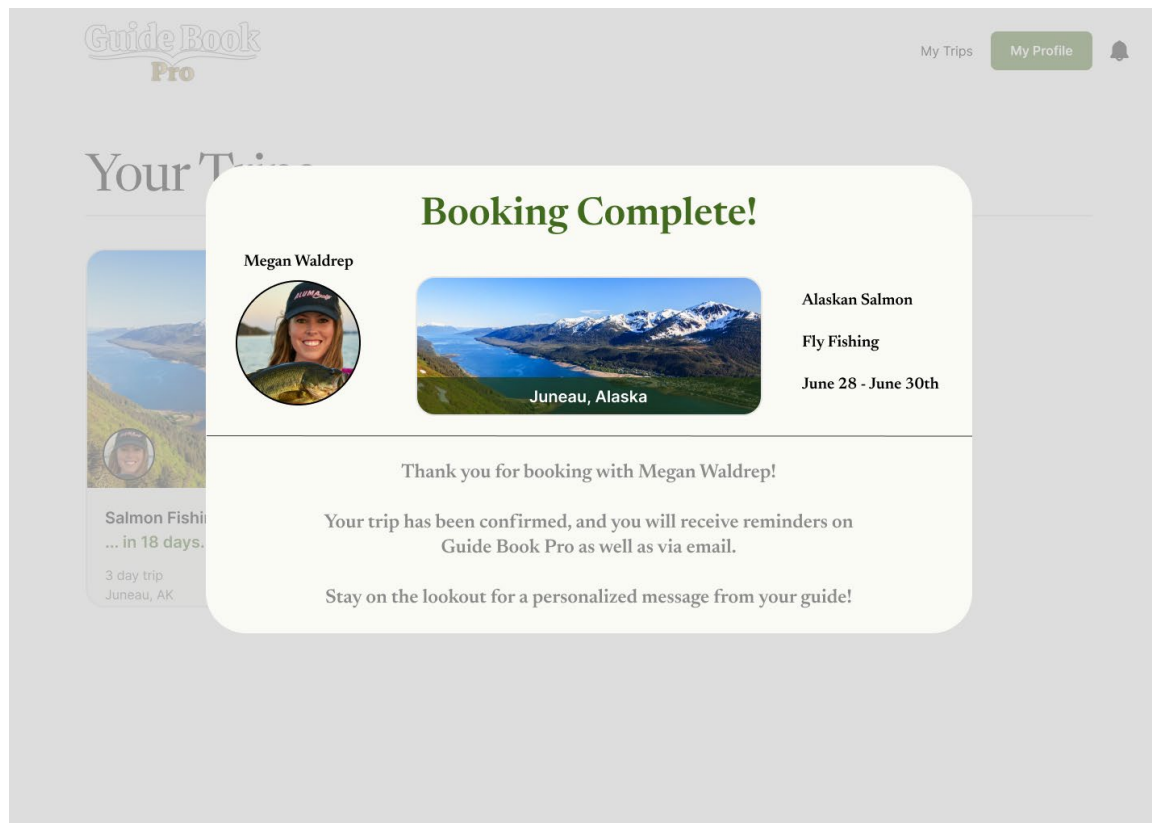 Guide Book
Pro
My Trips
My Profile
Your Trips
Booking Complete!
Megan Waldrep
Juneau, Alaska
Alaskan Salmon
Fly Fishing
June 28 - June 30th
Thank you for booking with Megan Waldrep!
Your trip has been confirmed, and you will receive reminders on
Guide Book Pro as well as via email.
Stay on the lookout for a personalized message from your guide!
Salmon
... in 18 days.
3 day trip
Juneau, AK